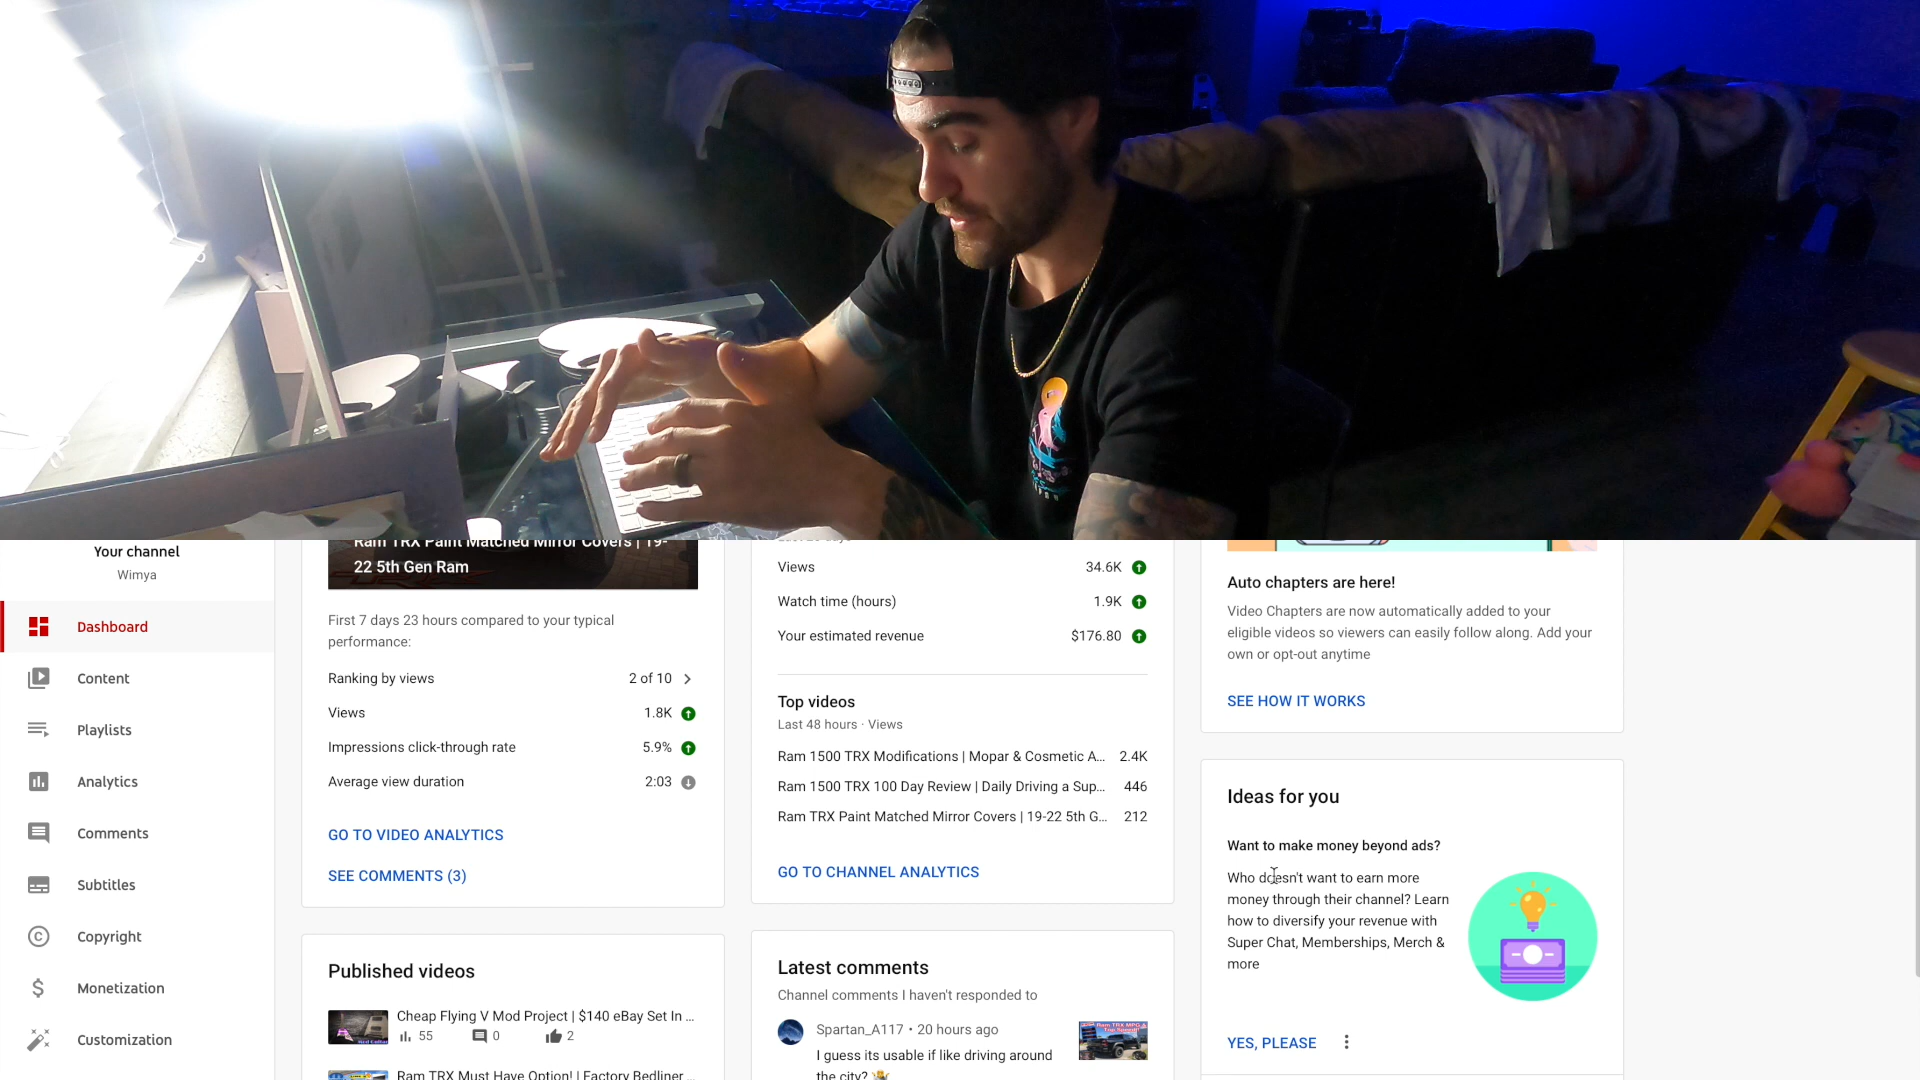 Your channel
Wimya
Dashboard
Content
Playlists
Analytics
Comments
Subtitles
Copyright
Monetization
Customization
Ram TRX Paint Matched Mirror Covers | 19-
22 5th Gen Ram
First 7 days 23 hours compared to your typical
performance:
Ranking by views 2 of 10
Views 1.8K
Impressions click-through rate 5.9%
Average view duration 2:03
GO TO VIDEO ANALYTICS
SEE COMMENTS (3)
Published videos
Cheap Flying V Mod Project | $140 eBay Set In ...
55 0 2
Ram TRX Must Have Option! | Factory Bedliner ...
Views 34.6K
Watch time (hours) 1.9K
Your estimated revenue $176.80
Top videos
Last 48 hours · Views
Ram 1500 TRX Modifications | Mopar & Cosmetic A... 2.4K
Ram 1500 TRX 100 Day Review | Daily Driving a Sup... 446
Ram TRX Paint Matched Mirror Covers | 19-22 5th G... 212
GO TO CHANNEL ANALYTICS
Latest comments
Channel comments I haven't responded to
Spartan_A117 • 20 hours ago
I guess its usable if like driving around
the city?
Auto chapters are here!
Video Chapters are now automatically added to your
eligible videos so viewers can easily follow along. Add your
own or opt-out anytime
SEE HOW IT WORKS
Ideas for you
Want to make money beyond ads?
Who doesn't want to earn more
money through their channel? Learn
how to diversify your revenue with
Super Chat, Memberships, Merch &
more
YES, PLEASE